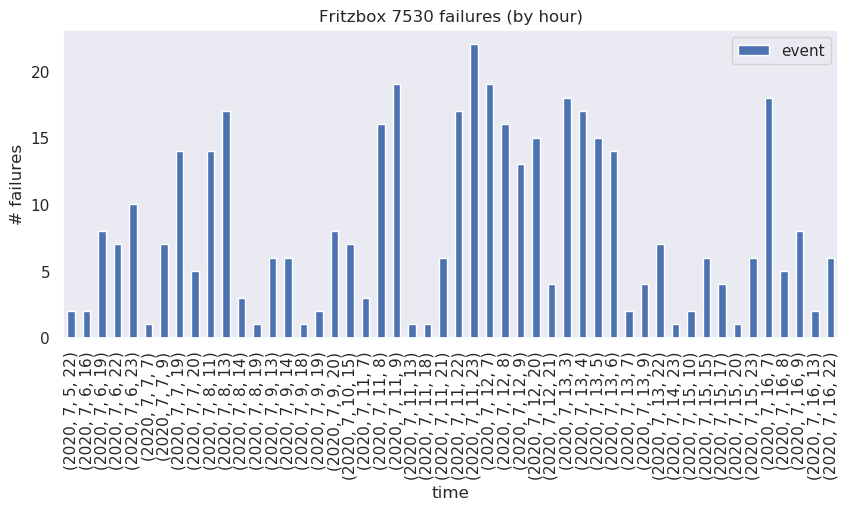 Fritzbox 7530 failures (by hour)
event
# failures
20
15
10
5
0
(2020, 7, 5, 22)
(2020, 7, 6, 16)
(2020, 7, 6, 19)
(2020, 7, 6, 22)
(2020, 7, 6, 23)
(2020, 7, 7, 7)
(2020, 7, 7, 9)
(2020, 7, 7, 19)
(2020, 7, 7, 20)
(2020, 7, 8, 11)
(2020, 7, 8, 13)
(2020, 7, 8, 14)
(2020, 7, 8, 19)
(2020, 7, 9, 13)
(2020, 7, 9, 14)
(2020, 7, 9, 18)
(2020, 7, 9, 19)
(2020, 7, 9, 20)
(2020, 7, 10, 15)
(2020, 7, 11, 7)
(2020, 7, 11, 8)
(2020, 7, 11, 9)
(2020, 7, 11, 13)
(2020, 7, 11, 18)
(2020, 7, 11, 21)
(2020, 7, 11, 22)
(2020, 7, 11, 23)
(2020, 7, 12, 7)
(2020, 7, 12, 8)
(2020, 7, 12, 9)
(2020, 7, 12, 20)
(2020, 7, 12, 21)
(2020, 7, 13, 3)
(2020, 7, 13, 4)
(2020, 7, 13, 5)
(2020, 7, 13, 6)
(2020, 7, 13, 7)
(2020, 7, 13, 9)
(2020, 7, 13, 22)
(2020, 7, 14, 23)
(2020, 7, 15, 10)
(2020, 7, 15, 15)
(2020, 7, 15, 17)
(2020, 7, 15, 20)
(2020, 7, 15, 23)
(2020, 7, 16, 7)
(2020, 7, 16, 8)
(2020, 7, 16, 9)
(2020, 7, 16, 13)
(2020, 7, 16, 22)
time